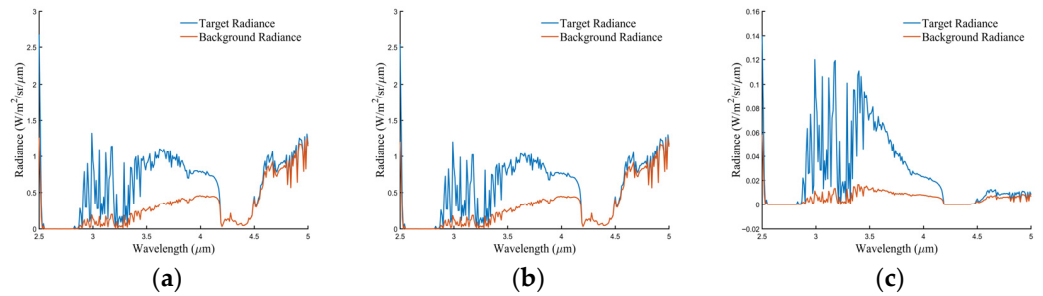 3
2.5
2
1.5
1
0.5
0
2.5
3
3.5
4
4.5
5
Radiance (W/m²/sr/μm)
Wavelength (μm)
Target Radiance
Background Radiance
(a)
3
2.5
2
1.5
1
0.5
0
2.5
3
3.5
4
4.5
5
Radiance (W/m²/sr/μm)
Wavelength (μm)
Target Radiance
Background Radiance
(b)
0.16
0.14
0.12
0.1
0.08
0.06
0.04
0.02
0
−0.02
2.5
3
3.5
4
4.5
5
Radiance (W/m²/sr/μm)
Wavelength (μm)
Target Radiance
Background Radiance
(c)